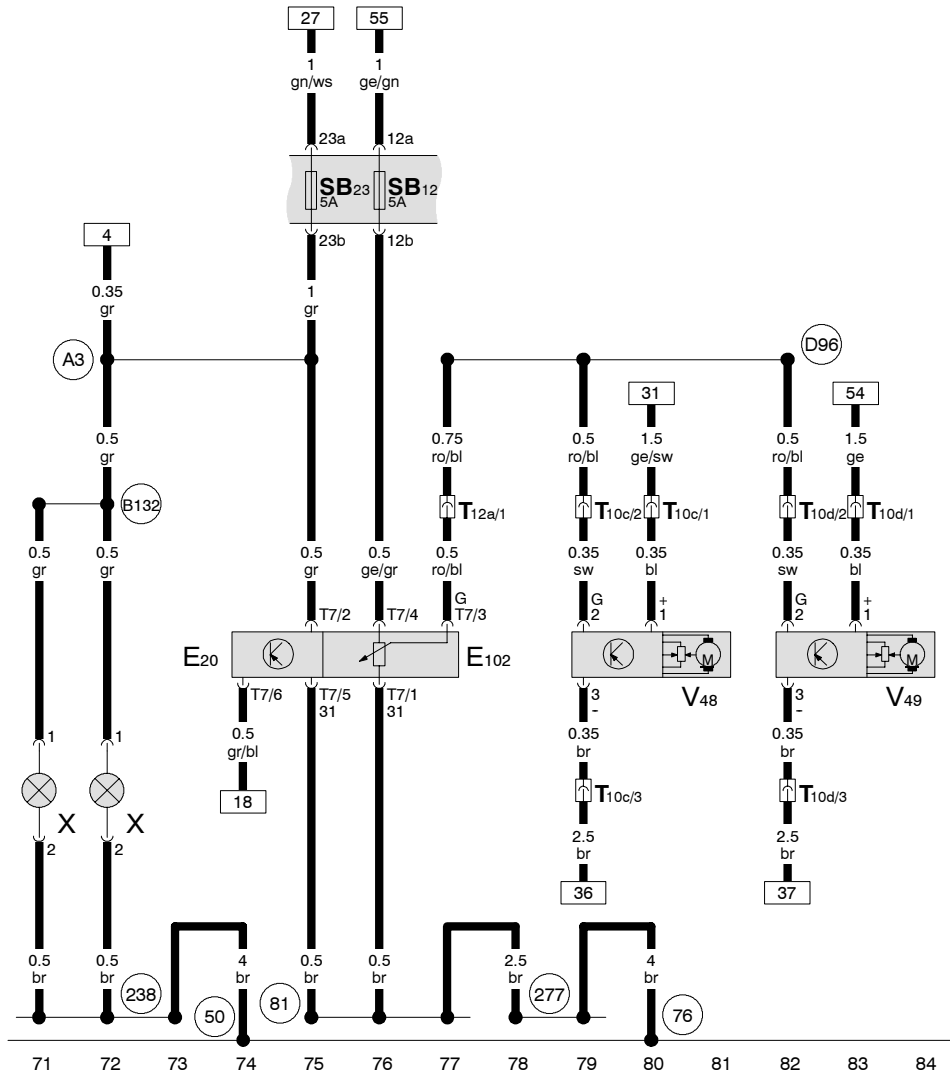 27 55
1 1
gn/ws ge/gn
23a 12a
SB23 SB12
5A 5A
23b 12b
4
0.35 1
gr gr
A3 D96
31 54
0.5 0.75 0.5 1.5 0.5 1.5
gr ro/bl ro/bl ge/sw ro/bl ge
B132 T12a/1 T10c/2 T10c/1 T10d/2 T10d/1
0.5 0.5 0.5 0.5 0.5 0.35 0.35 0.35 0.35
gr gr gr ge/gr ro/bl sw bl sw bl
G G + G +
T7/2 T7/4 T7/3 2 1 2 1
E20 E102 M M
T7/6 T7/5 T7/1 3 V48 3 V49
31 31 - -
0.5 0.35 0.35
gr/bl br br
1 1
18 T10c/3 T10d/3
X X
2 2 2.5 2.5
br br
36 37
0.5 0.5 4 0.5 0.5 2.5 4
br br br br br br br
238 50 81 277 76
71 72 73 74 75 76 77 78 79 80 81 82 83 84